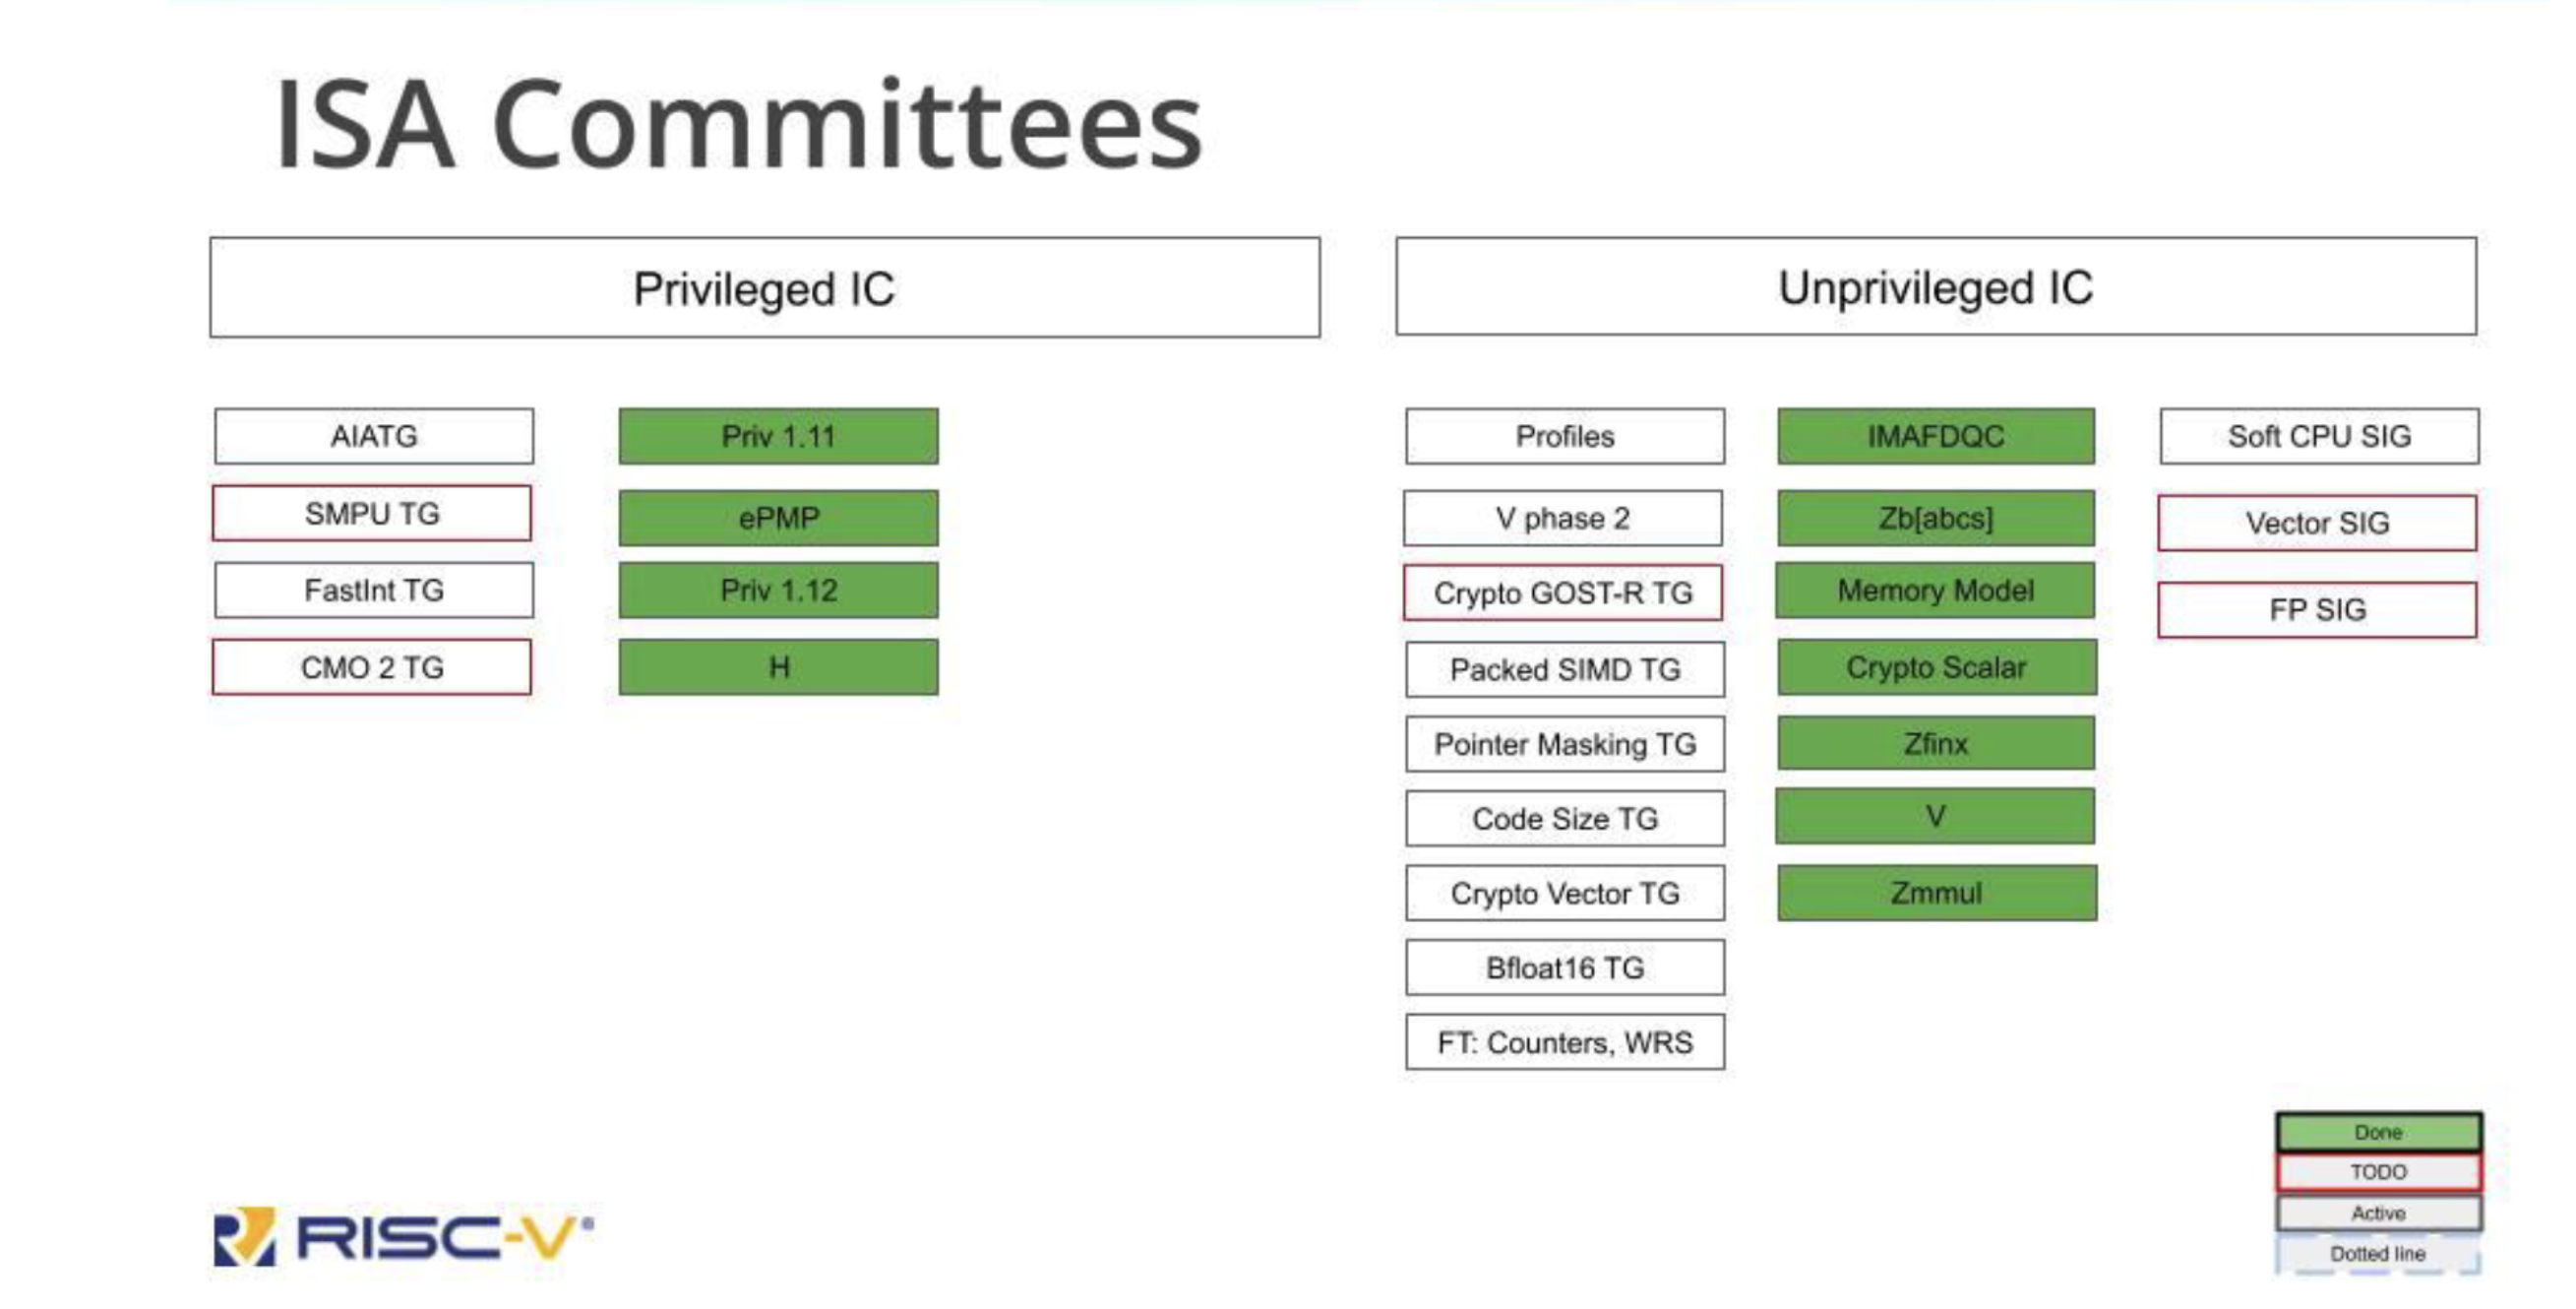 ISA Committees
Privileged IC
AIATG
SMPU TG
FastInt TG
CMO 2 TG
Priv 1.11
ePMP
Priv 1.12
H
Unprivileged IC
Profiles
V phase 2
Crypto GOST-R TG
Packed SIMD TG
Pointer Masking TG
Code Size TG
Crypto Vector TG
Bfloat16 TG
FT: Counters, WRS
IMAFDQC
Zb[abcs]
Memory Model
Crypto Scalar
Zfinx
V
Zmmul
Soft CPU SIG
Vector SIG
FP SIG
Done
TODO
Active
Dotted line
RISC-V®